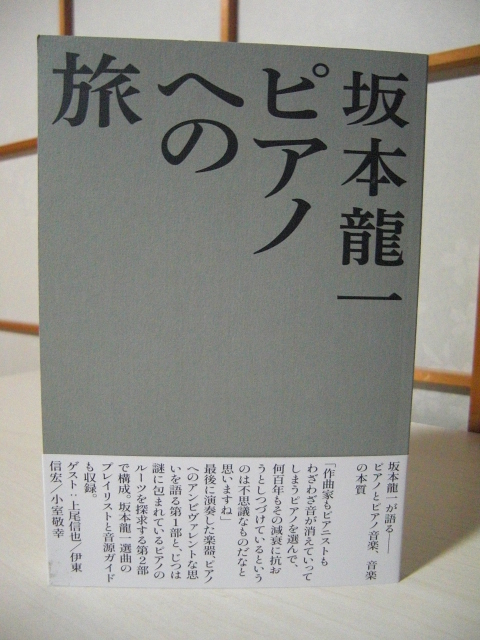 坂本龍一
ピアノ
への
旅
坂本龍一が語る――
ピアノとピアノ音楽、音楽
の本質
「作曲家もピアニストも
わざわざ音が消えていって
しまうピアノを選んで、
何百年もその減衰に抗お
うとしつづけているという
のは不思議なものだなと
思いますね」
最後に演奏した楽器、ピアノ
へのアンビヴァレントな思
いを語る第1部と、じつは
謎に包まれているピアノの
ルーツを探求する第2部
で構成。坂本龍一選曲の
プレイリストと音源ガイド
も収録。
ゲスト:上尾信也/伊東
信宏/小室敬幸